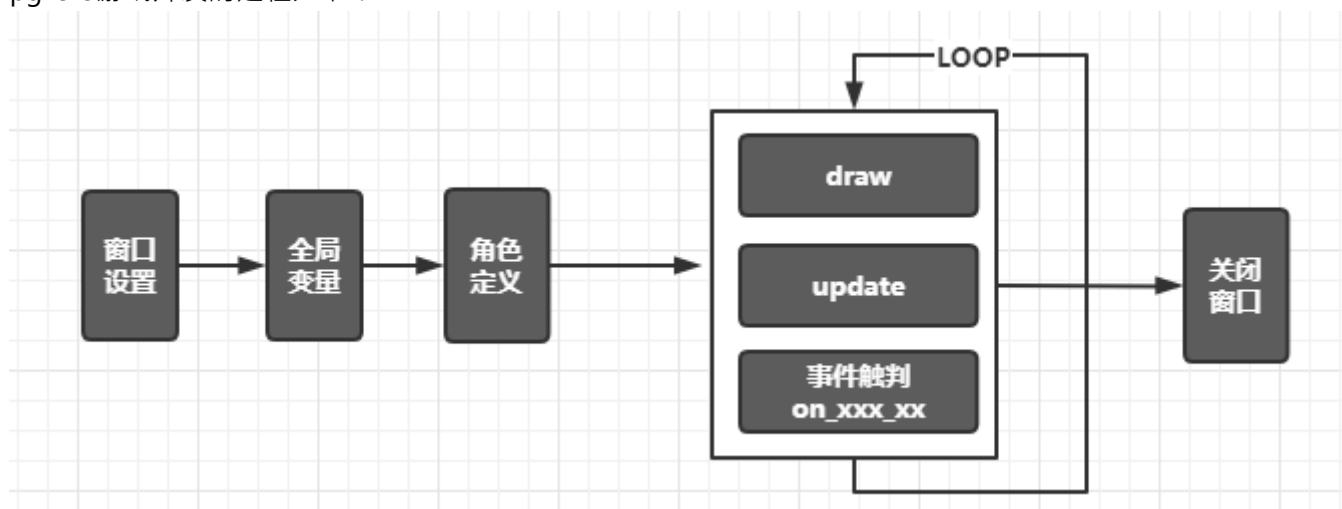 LOOP
draw
窗口
设置
全局
变量
角色
定义
update
关闭
窗口
事件触判
on_xxx_xx